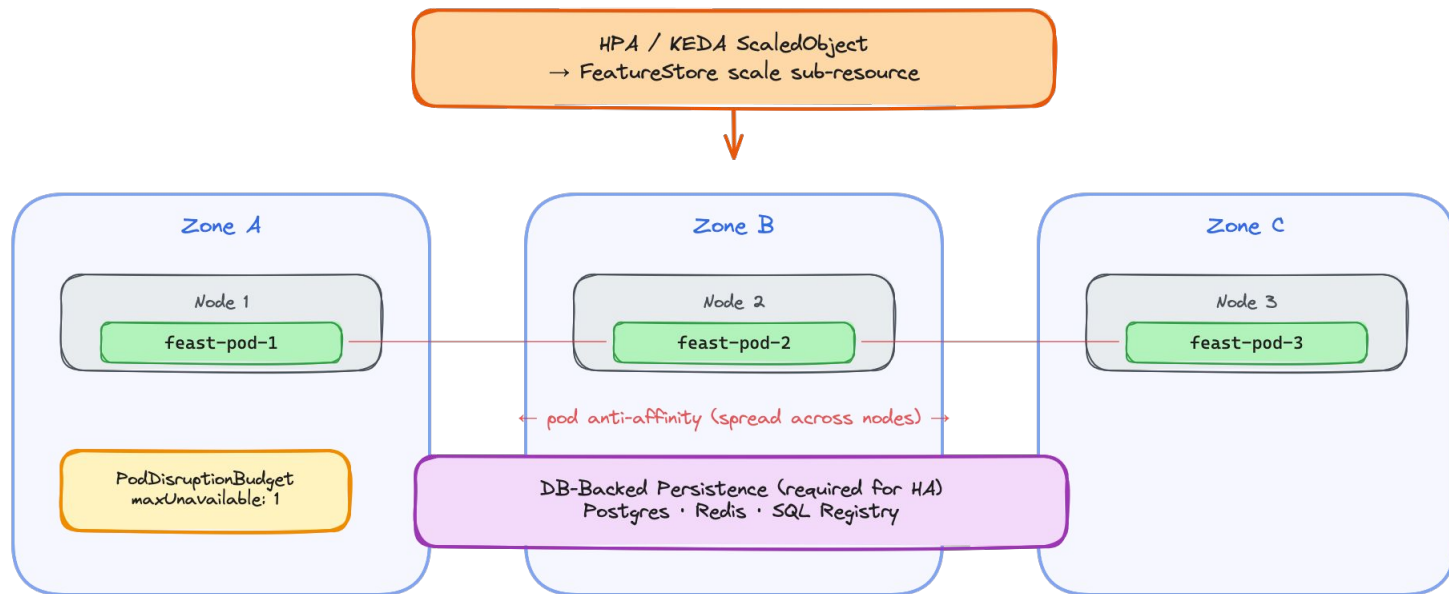 HPA / KEDA ScaledObject
→ FeatureStore scale sub-resource
Zone A
Zone B
Zone C
Node 1
Node 2
Node 3
feast-pod-1
feast-pod-2
feast-pod-3
← pod anti-affinity (spread across nodes) →
PodDisruptionBudget
maxUnavailable: 1
DB-Backed Persistence (required for HA)
Postgres · Redis · SQL Registry